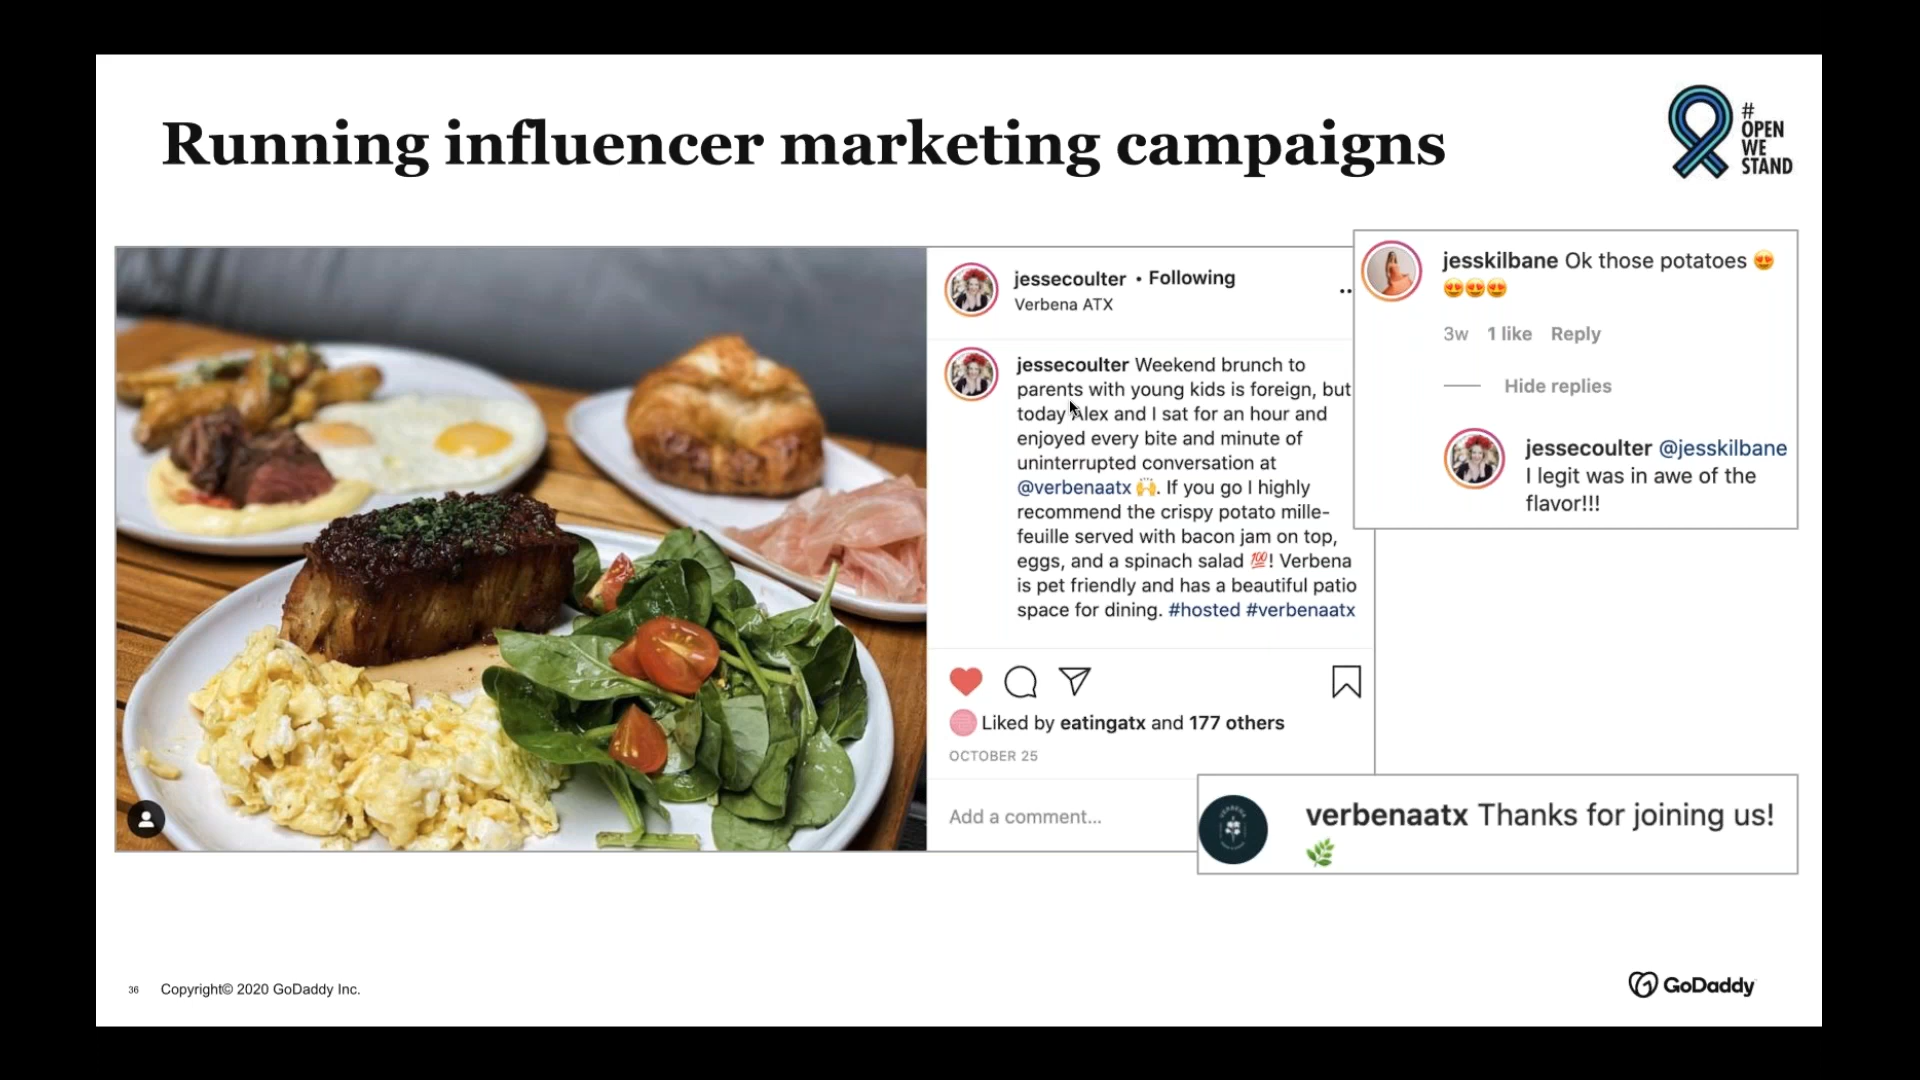 Running influencer marketing campaigns
#
OPEN
WE
STAND
jessecoulter • Following
Verbena ATX
jessecoulter Weekend brunch to
parents with young kids is foreign, but
today Alex and I sat for an hour and
enjoyed every bite and minute of
uninterrupted conversation at
@verbenaatx 🙌. If you go I highly
recommend the crispy potato mille-
feuille served with bacon jam on top,
eggs, and a spinach salad 💯! Verbena
is pet friendly and has a beautiful patio
space for dining. #hosted #verbenaatx
Liked by eatingatx and 177 others
OCTOBER 25
Add a comment...
jesskilbane Ok those potatoes 😍
😍😍😍
3w 1 like Reply
Hide replies
jessecoulter @jesskilbane
I legit was in awe of the
flavor!!!
verbenaatx Thanks for joining us!
🌿
36 Copyright© 2020 GoDaddy Inc.
GoDaddy